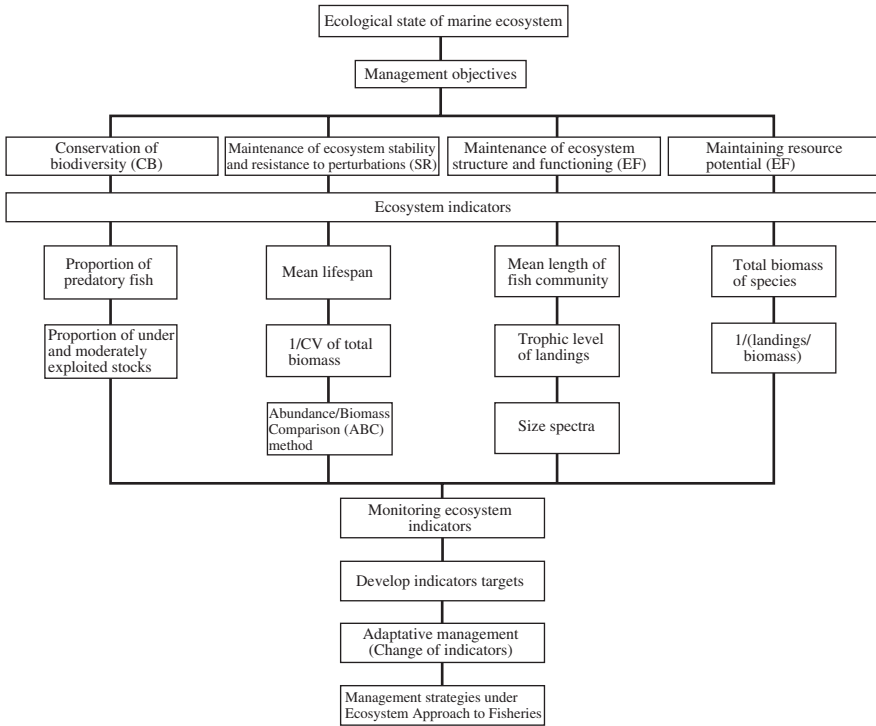 Ecological state of marine ecosystem
Management objectives
Conservation of
biodiversity (CB)
Maintenance of ecosystem stability
and resistance to perturbations (SR)
Maintenance of ecosystem
structure and functioning (EF)
Maintaining resource
potential (EF)
Ecosystem indicators
Proportion of
predatory fish
Mean lifespan
Mean length of
fish community
Total biomass
of species
Proportion of under
and moderately
exploited stocks
1/CV of total
biomass
Trophic level
of landings
1/(landings/
biomass)
Abundance/Biomass
Comparison (ABC)
method
Size spectra
Monitoring ecosystem
indicators
Develop indicators targets
Adaptative management
(Change of indicators)
Management strategies under
Ecosystem Approach to Fisheries